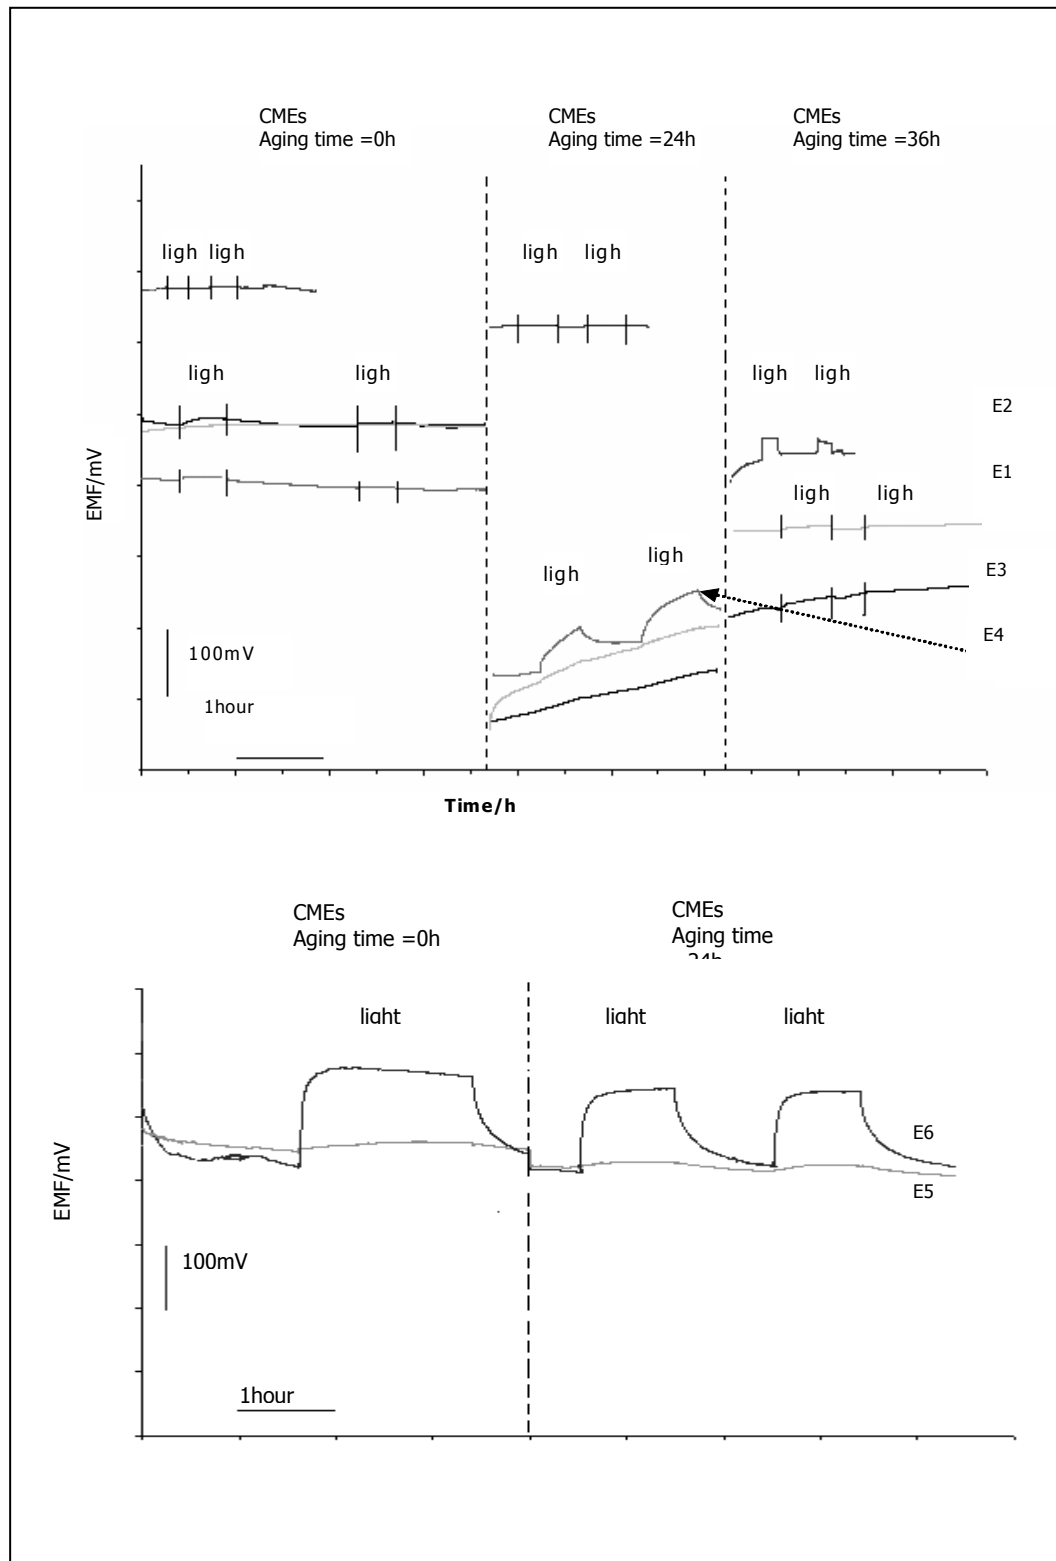 CMEs
Aging time =0h
CMEs
Aging time =24h
CMEs
Aging time =36h
ligh ligh
ligh ligh
ligh
ligh
ligh ligh
E2
E1
ligh ligh
ligh
ligh
E3
E4
EMF/mV
100mV
1hour
Time/h
CMEs
Aging time =0h
CMEs
Aging time
light
light
light
E6
E5
EMF/mV
100mV
1hour